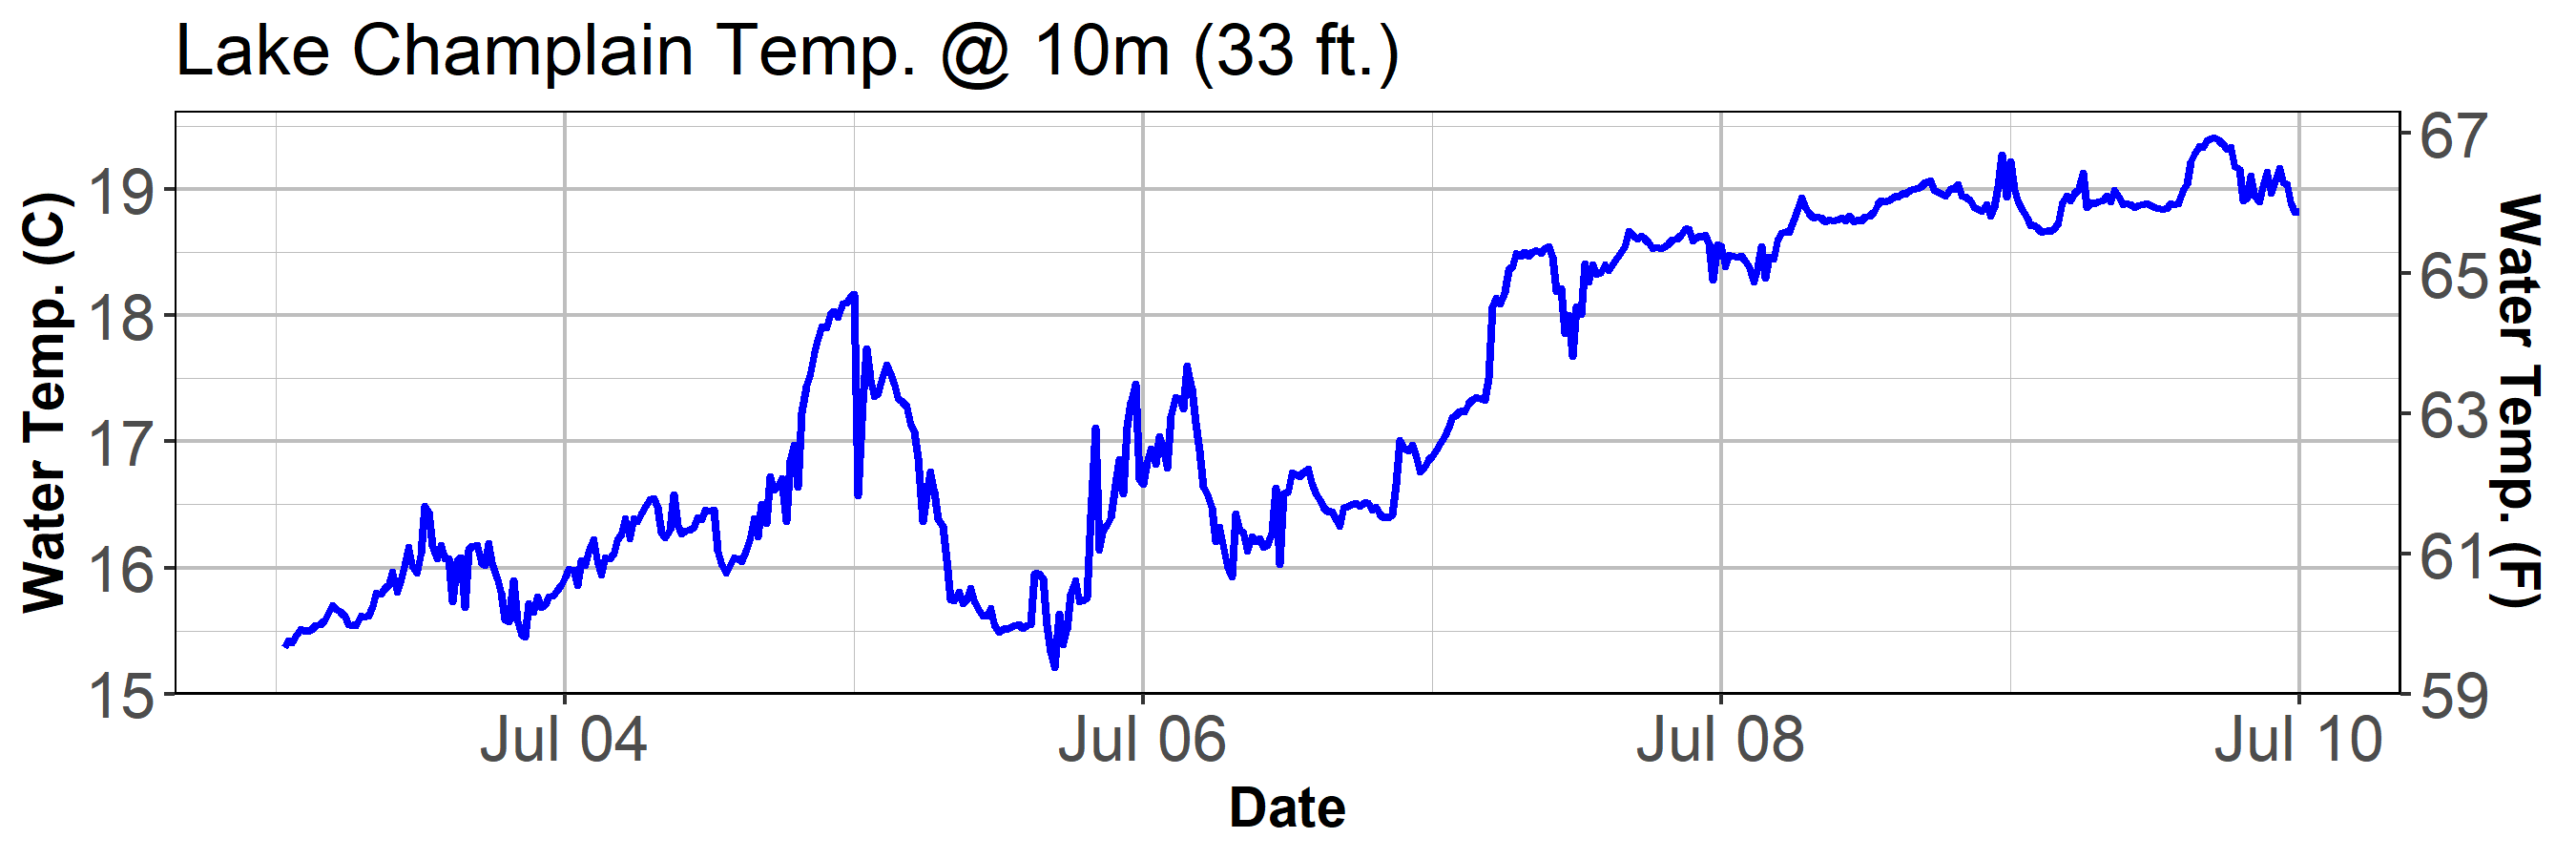 Lake Champlain Temp. @ 10m (33 ft.)
Water Temp. (C)
19
18
17
16
15
67
65
63
61
59
Water Temp. (F)
Jul 04 Jul 06 Jul 08 Jul 10
Date